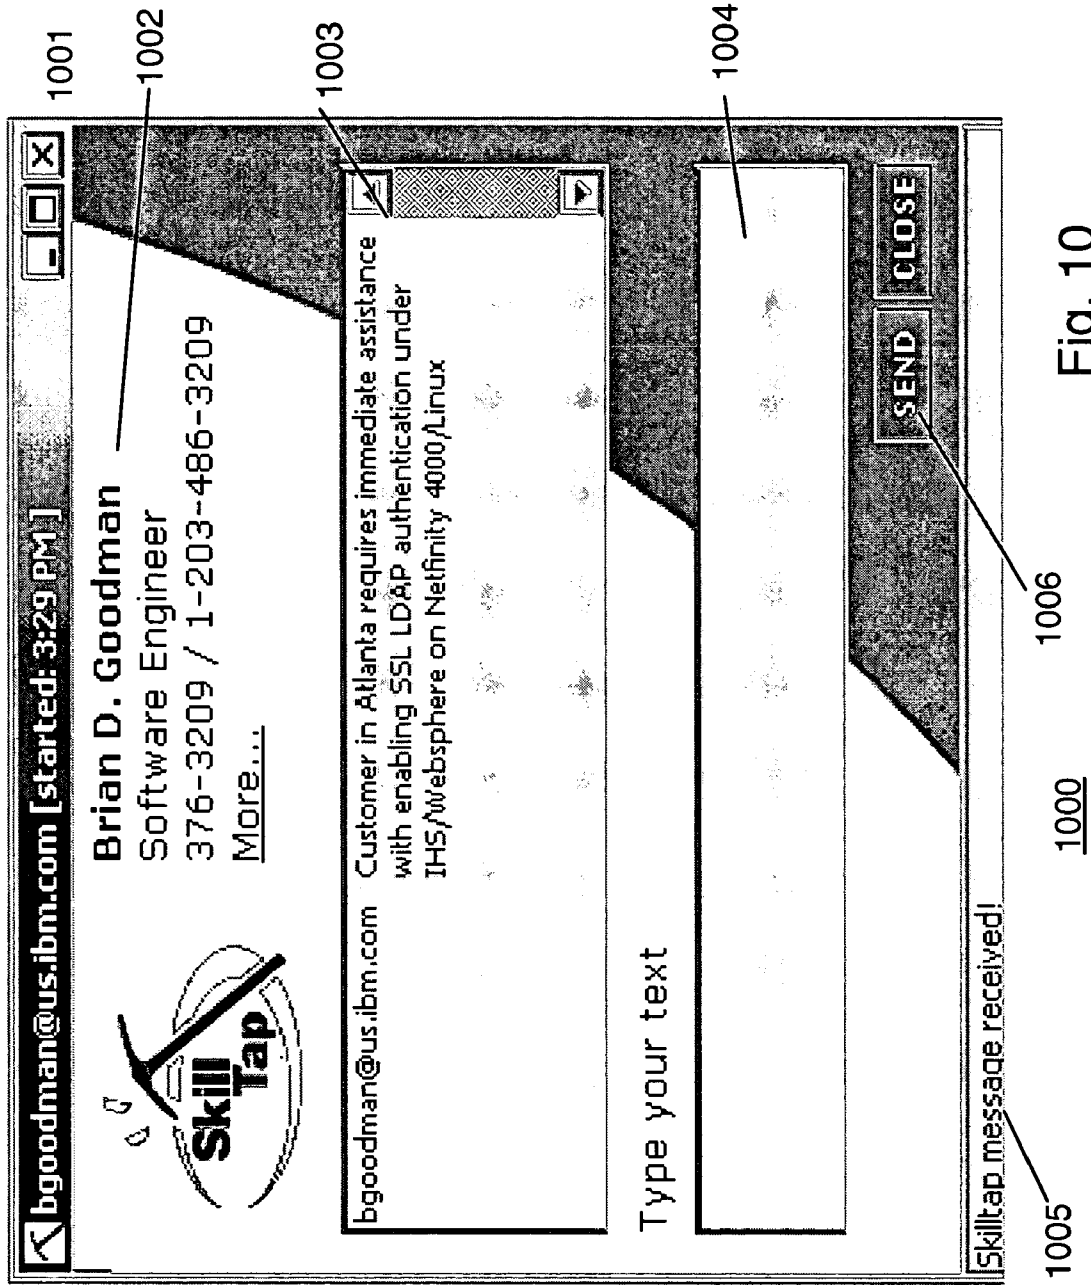 bgoodman@us.ibm.com [started: 3:29 PM]
1001
Skill
Tap
Brian D. Goodman
1002
Software Engineer
376-3209 / 1-203-486-3209
More...
1003
bgoodman@us.ibm.com Customer in Atlanta requires immediate assistance
with enabling SSL LDAP authentication under
IHS/Websphere on Netfinity 4000/Linux
Type your text
1004
SEND CLOSE
Skilltap message received!
1005
1006
1000
Fig. 10